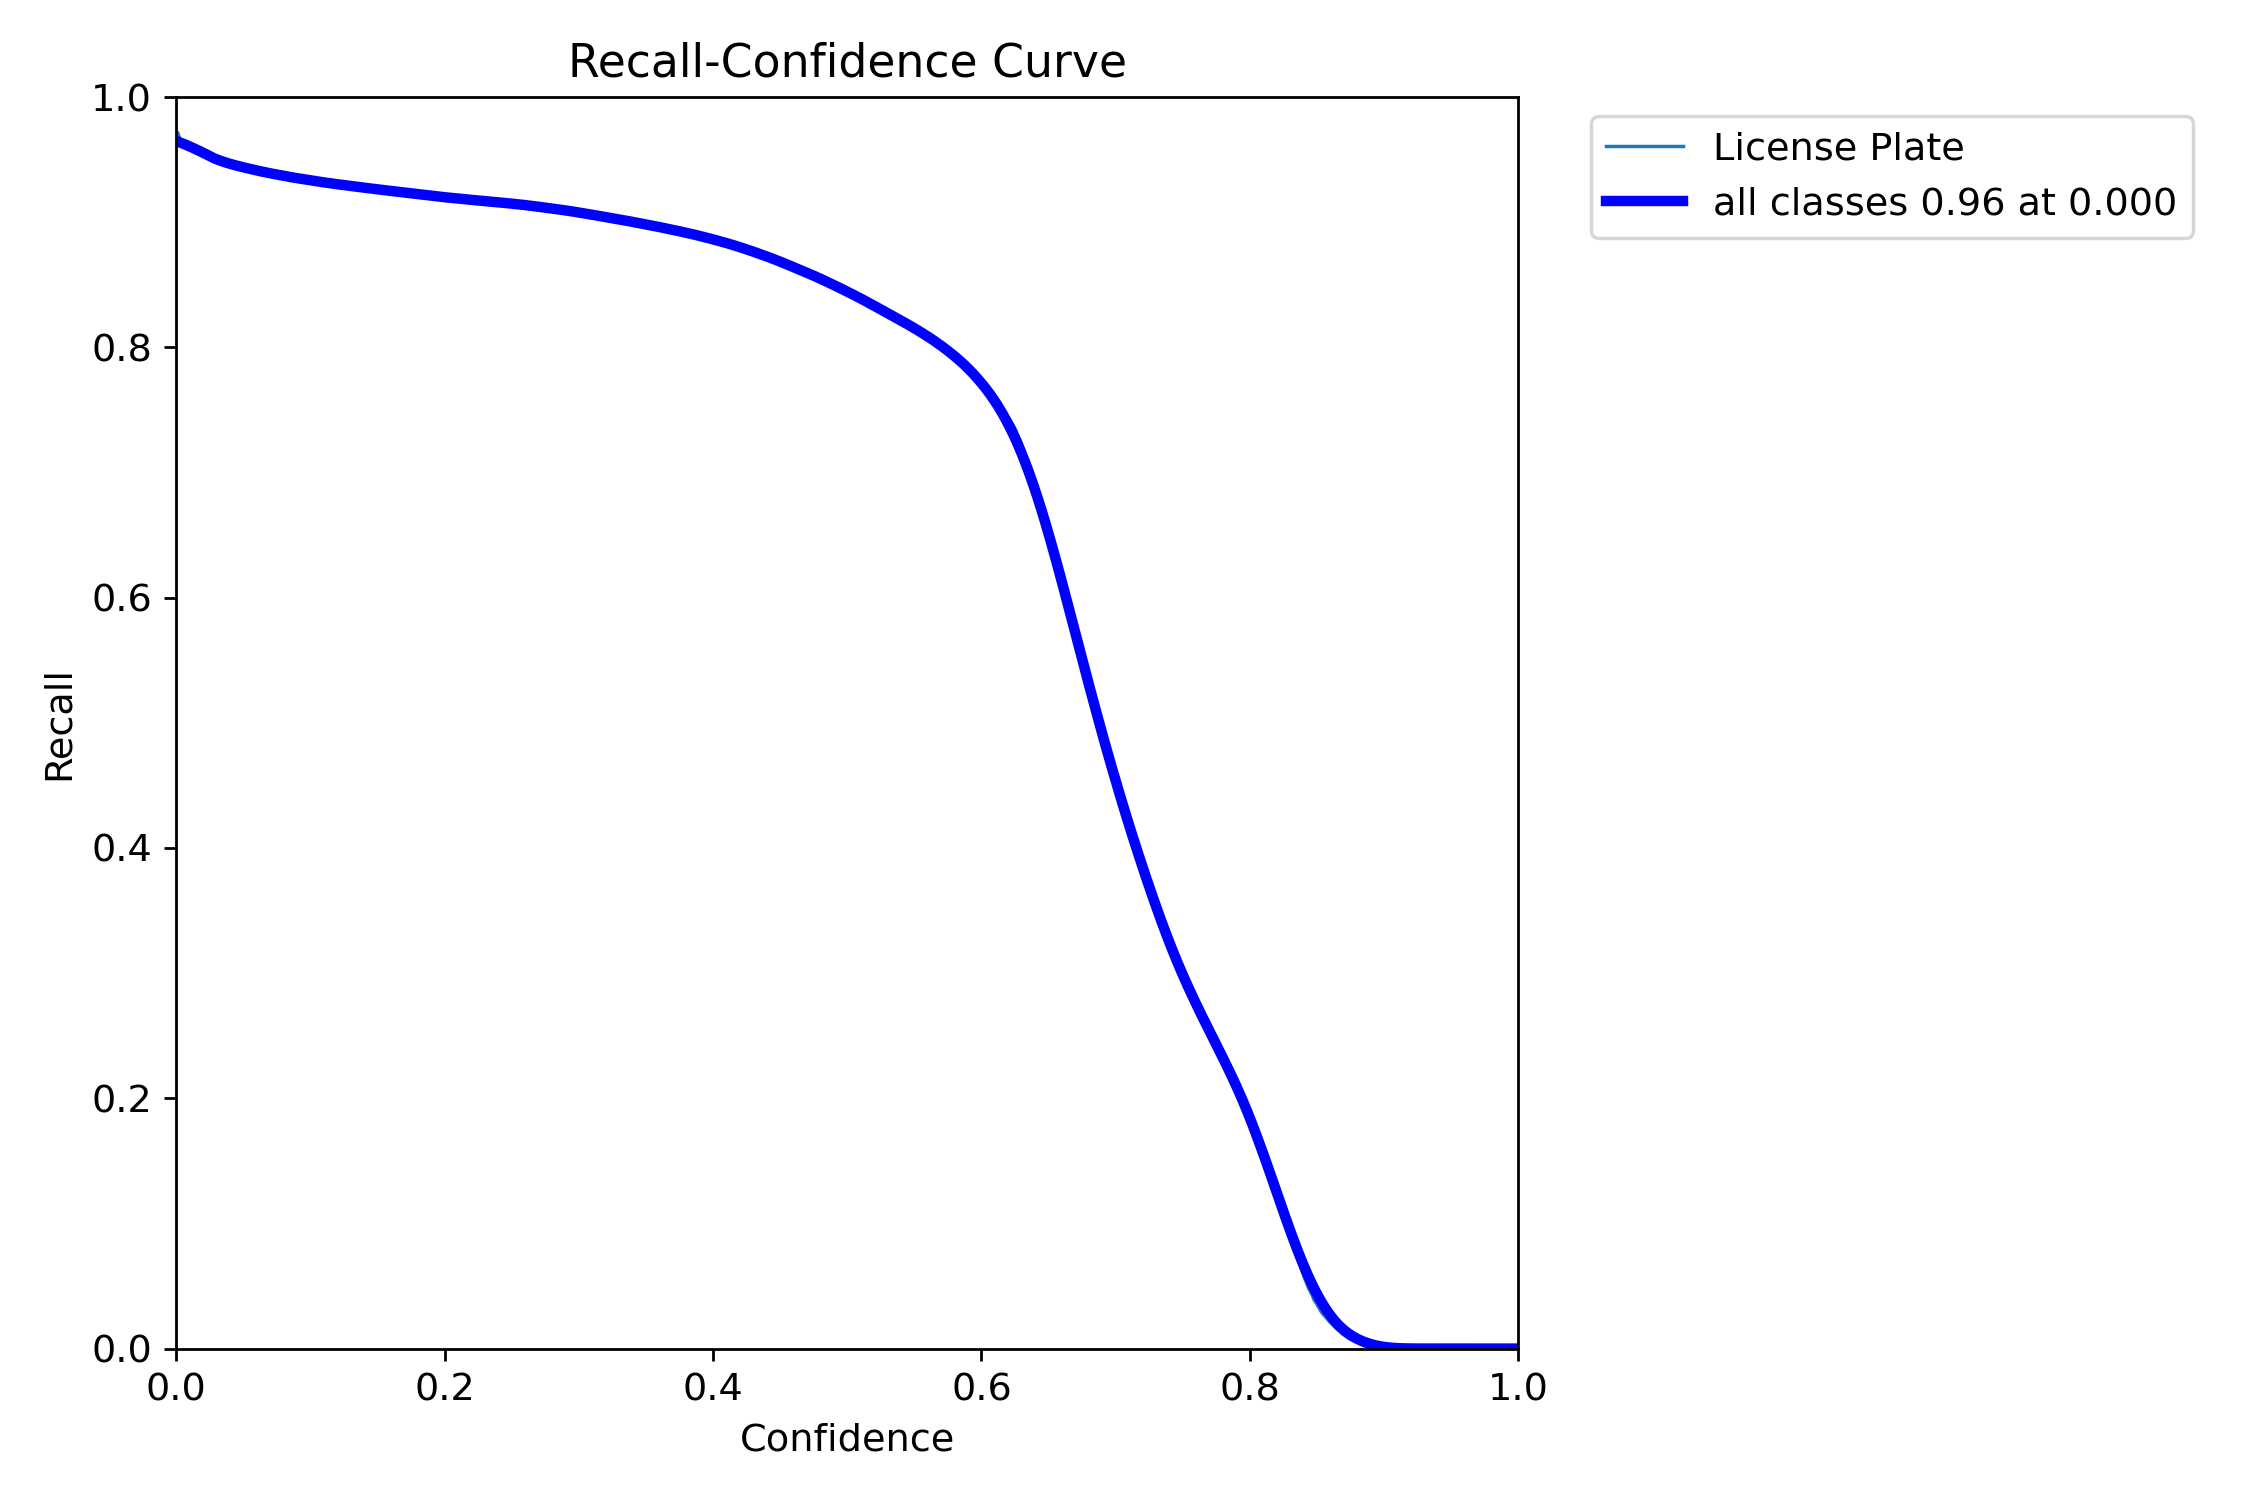 Recall-Confidence Curve
1.0
0.8
0.6
0.4
0.2
0.0
Recall
0.0 0.2 0.4 0.6 0.8 1.0
Confidence
License Plate
all classes 0.96 at 0.000